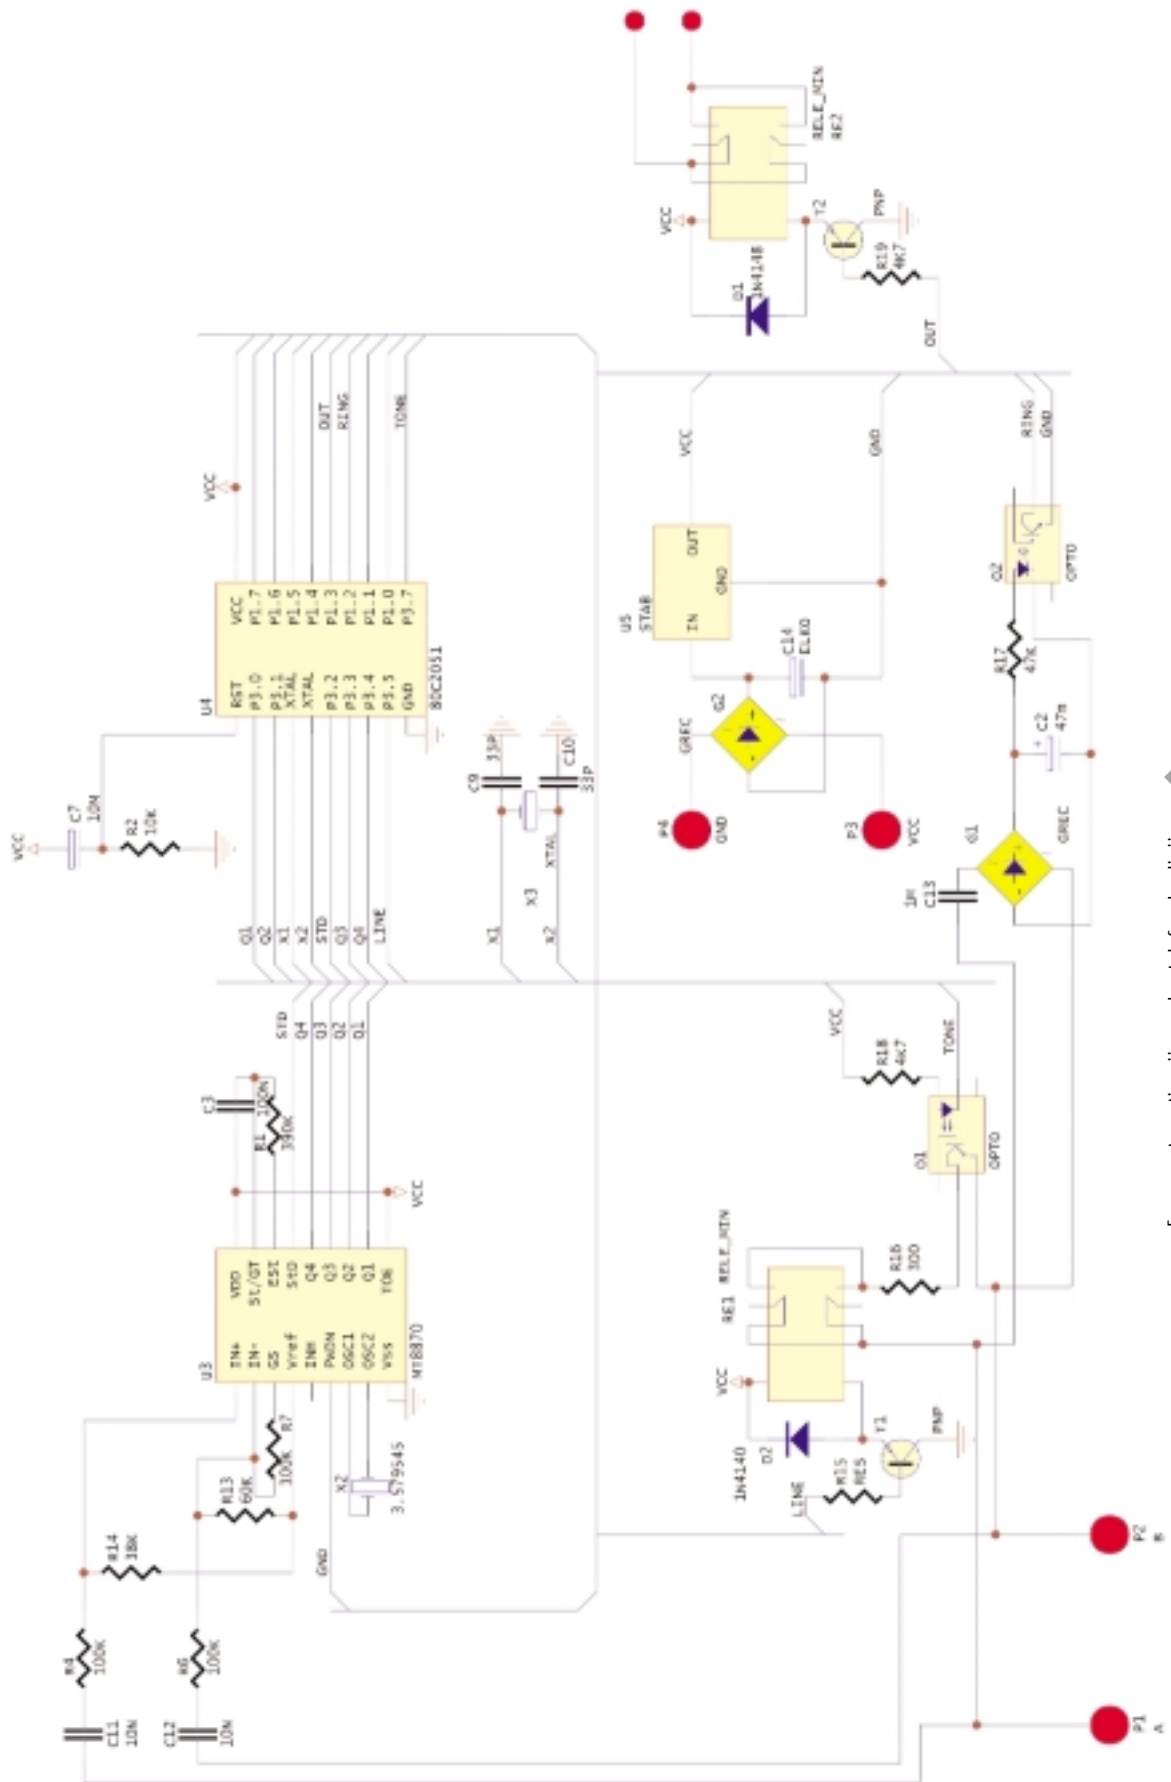 RELE_MIN
RE2
VCC
T2
PNP
D1
1N4148
R19
4K7
OUT
VCC
OUT
RING
TONE
U4
RST
P3.0
P3.1
XTAL
XTAL
P3.2
P3.3
P3.4
P3.5
GND
VCC
P1.7
P1.6
P1.5
P1.4
P1.3
P1.2
P1.1
P1.0
P3.7
80C2051
VCC
C7
10M
R2
10K
Q1
Q2
X1
X2
STD
Q3
Q4
LINE
X1
X2
X3
XTAL
C9
33P
C10
33P
VCC
GND
RING
GND
U5
STAB
IN
OUT
GND
C14
ELKO
G2
GREC
P4
GND
P3
VCC
O2
OPTO
R17
47K
C2
47M
G1
GREC
1M
C13
STD
Q4
Q3
Q2
Q1
C3
100N
R1
390K
VCC
U3
IN+
IN-
GS
Vref
INH
PWDN
OSC1
OSC2
VSS
VDD
St/GT
ESt
StD
Q4
Q3
Q2
Q1
TOE
MT8870
R7
100K
R13
60K
R14
38K
X2
3.579545
GND
R4
100K
R6
100K
C11
10N
C12
10N
VCC
R18
4K7
TONE
O1
OPTO
R16
300
RE1
RELE_MIN
VCC
D2
1N4140
T1
PNP
R15
RES
LINE
P2
B
P1
A